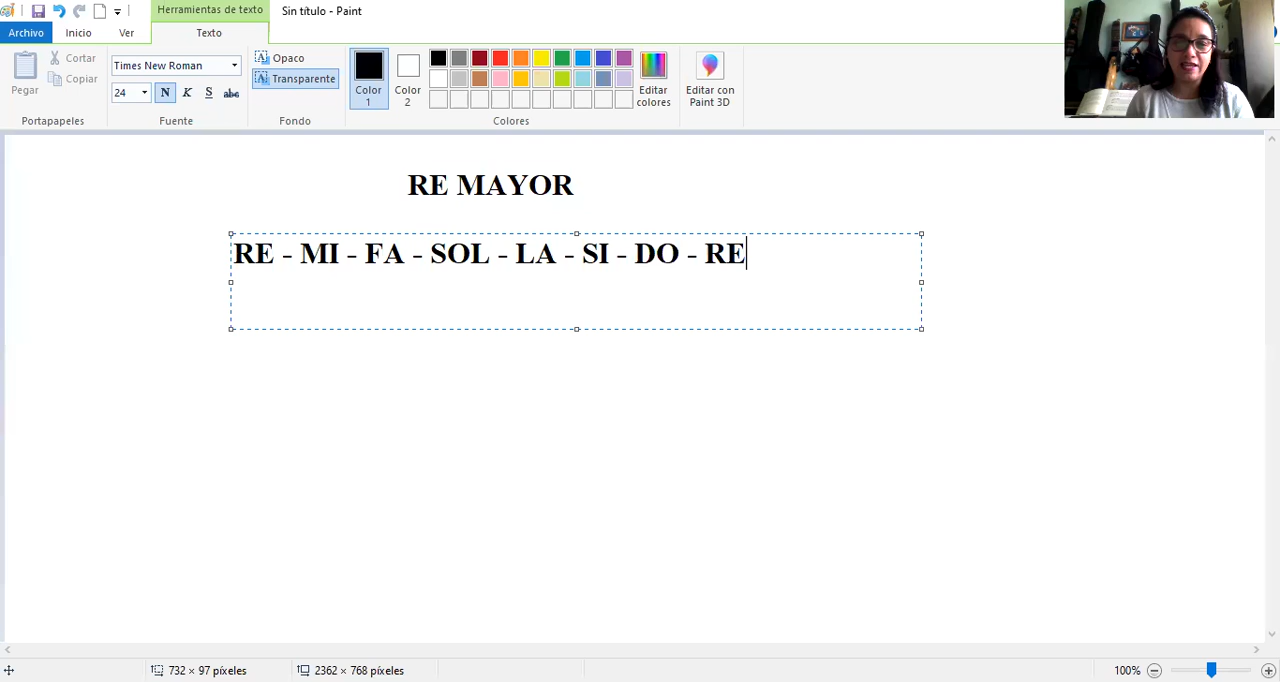 Herramientas de texto
Sin título - Paint
Archivo Inicio Ver Texto
Pegar
Cortar
Copiar
Portapapeles
Times New Roman
24 N K S abc
Fuente
Opaco
Transparente
Fondo
Color 1
Color 2
Editar colores
Colores
Editar con Paint 3D
RE MAYOR
RE - MI - FA - SOL - LA - SI - DO - RE
732 × 97 píxeles
2362 × 768 píxeles
100%